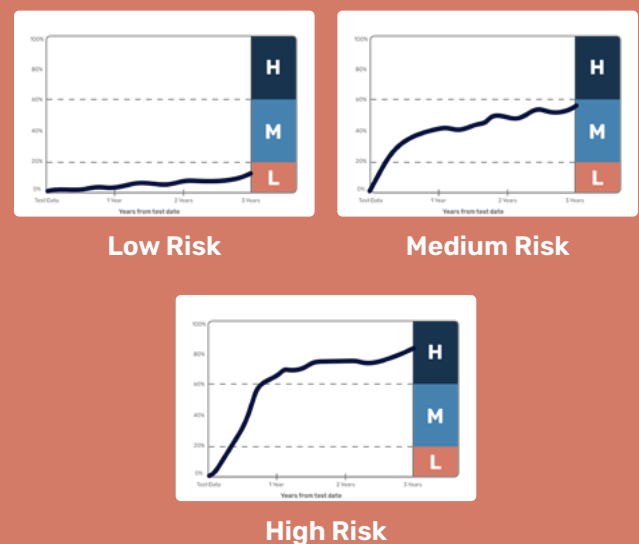 100%
80%
60%
40%
20%
0%
H
M
L
Test Data
1 Year
2 Years
3 Years
Years from test date
Low Risk
100%
80%
60%
40%
20%
0%
H
M
L
Test Data
1 Year
2 Years
3 Years
Years from test date
Medium Risk
100%
80%
60%
40%
20%
0%
H
M
L
Test Data
1 Year
2 Years
3 Years
Years from test date
High Risk